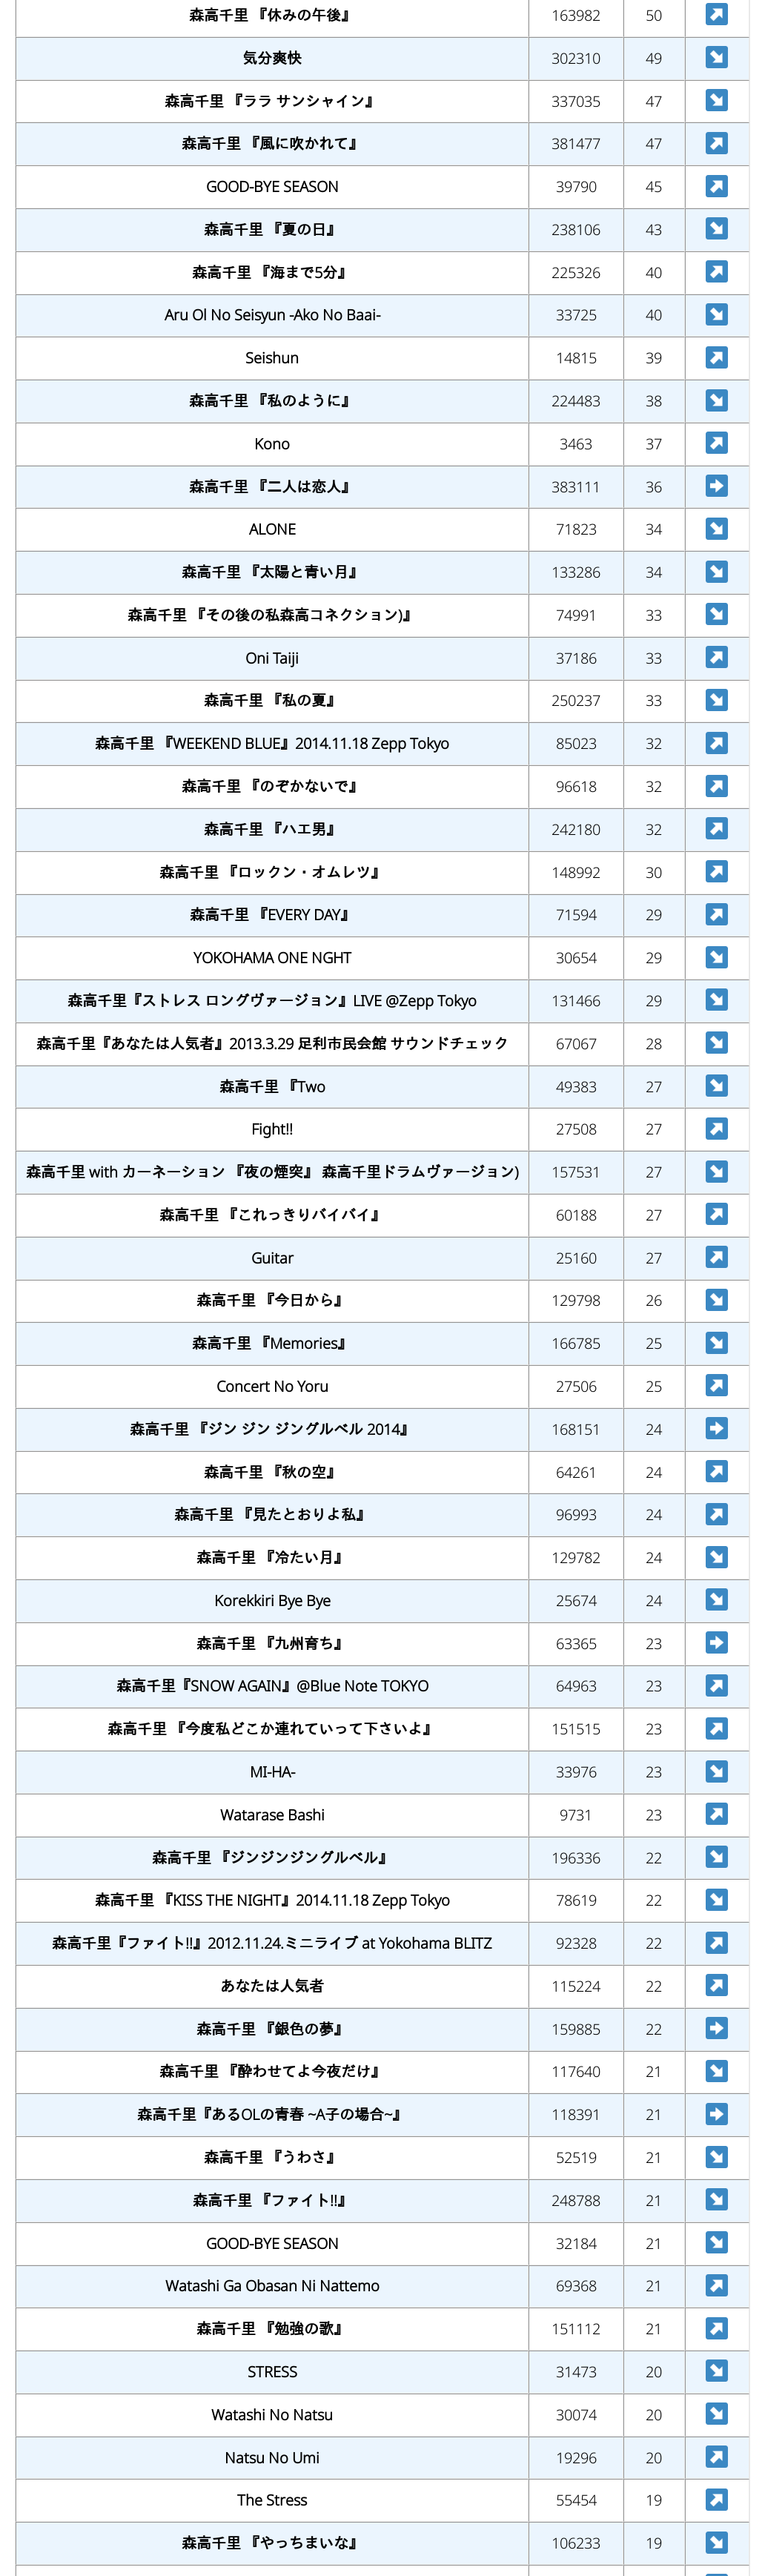 森高千里 『休みの午後』 163982 50
気分爽快 302310 49
森高千里 『ララ サンシャイン』 337035 47
森高千里 『風に吹かれて』 381477 47
GOOD-BYE SEASON 39790 45
森高千里 『夏の日』 238106 43
森高千里 『海まで5分』 225326 40
Aru Ol No Seisyun -Ako No Baai- 33725 40
Seishun 14815 39
森高千里 『私のように』 224483 38
Kono 3463 37
森高千里 『二人は恋人』 383111 36
ALONE 71823 34
森高千里 『太陽と青い月』 133286 34
森高千里 『その後の私森高コネクション)』 74991 33
Oni Taiji 37186 33
森高千里 『私の夏』 250237 33
森高千里 『WEEKEND BLUE』2014.11.18 Zepp Tokyo 85023 32
森高千里 『のぞかないで』 96618 32
森高千里 『ハエ男』 242180 32
森高千里 『ロックン・オムレツ』 148992 30
森高千里 『EVERY DAY』 71594 29
YOKOHAMA ONE NGHT 30654 29
森高千里『ストレス ロングヴァージョン』LIVE @Zepp Tokyo 131466 29
森高千里『あなたは人気者』2013.3.29 足利市民会館 サウンドチェック 67067 28
森高千里 『Two 49383 27
Fight!! 27508 27
森高千里 with カーネーション 『夜の煙突』 森高千里ドラムヴァージョン) 157531 27
森高千里 『これっきりバイバイ』 60188 27
Guitar 25160 27
森高千里 『今日から』 129798 26
森高千里 『Memories』 166785 25
Concert No Yoru 27506 25
森高千里 『ジン ジン ジングルベル 2014』 168151 24
森高千里 『秋の空』 64261 24
森高千里 『見たとおりよ私』 96993 24
森高千里 『冷たい月』 129782 24
Korekkiri Bye Bye 25674 24
森高千里 『九州育ち』 63365 23
森高千里『SNOW AGAIN』@Blue Note TOKYO 64963 23
森高千里 『今度私どこか連れていって下さいよ』 151515 23
MI-HA- 33976 23
Watarase Bashi 9731 23
森高千里 『ジンジンジングルベル』 196336 22
森高千里 『KISS THE NIGHT』2014.11.18 Zepp Tokyo 78619 22
森高千里『ファイト!!』2012.11.24.ミニライブ at Yokohama BLITZ 92328 22
あなたは人気者 115224 22
森高千里 『銀色の夢』 159885 22
森高千里 『酔わせてよ今夜だけ』 117640 21
森高千里『あるOLの青春 ~A子の場合~』 118391 21
森高千里 『うわさ』 52519 21
森高千里 『ファイト!!』 248788 21
GOOD-BYE SEASON 32184 21
Watashi Ga Obasan Ni Nattemo 69368 21
森高千里 『勉強の歌』 151112 21
STRESS 31473 20
Watashi No Natsu 30074 20
Natsu No Umi 19296 20
The Stress 55454 19
森高千里 『やっちまいな』 106233 19